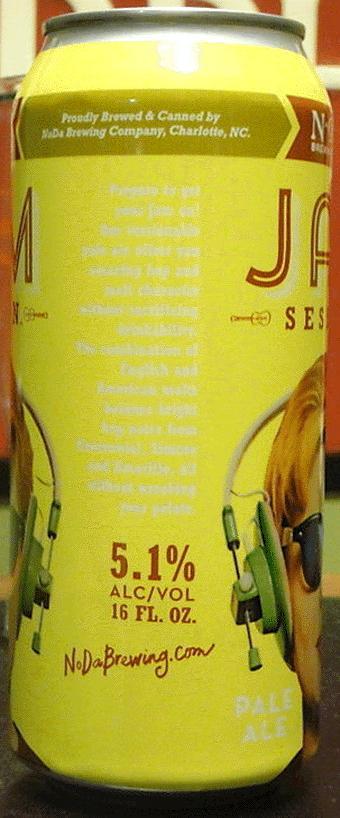 Proudly Brewed & Canned by
NoDa Brewing Company, Charlotte, NC.
N
M
JA
N.
SES
Prepare to get
your jam on!
Our sessionable
pale ale offers you
amazing hop and
malt character
without sacrificing
drinkability.
The combination of
English and
American malts
balance bright
hop notes from
Centennial, Simcoe
and Amarillo. All
without wrecking
your palate.
5.1%
ALC/VOL
16 FL. OZ.
NoDaBrewing.com
PALE
ALE